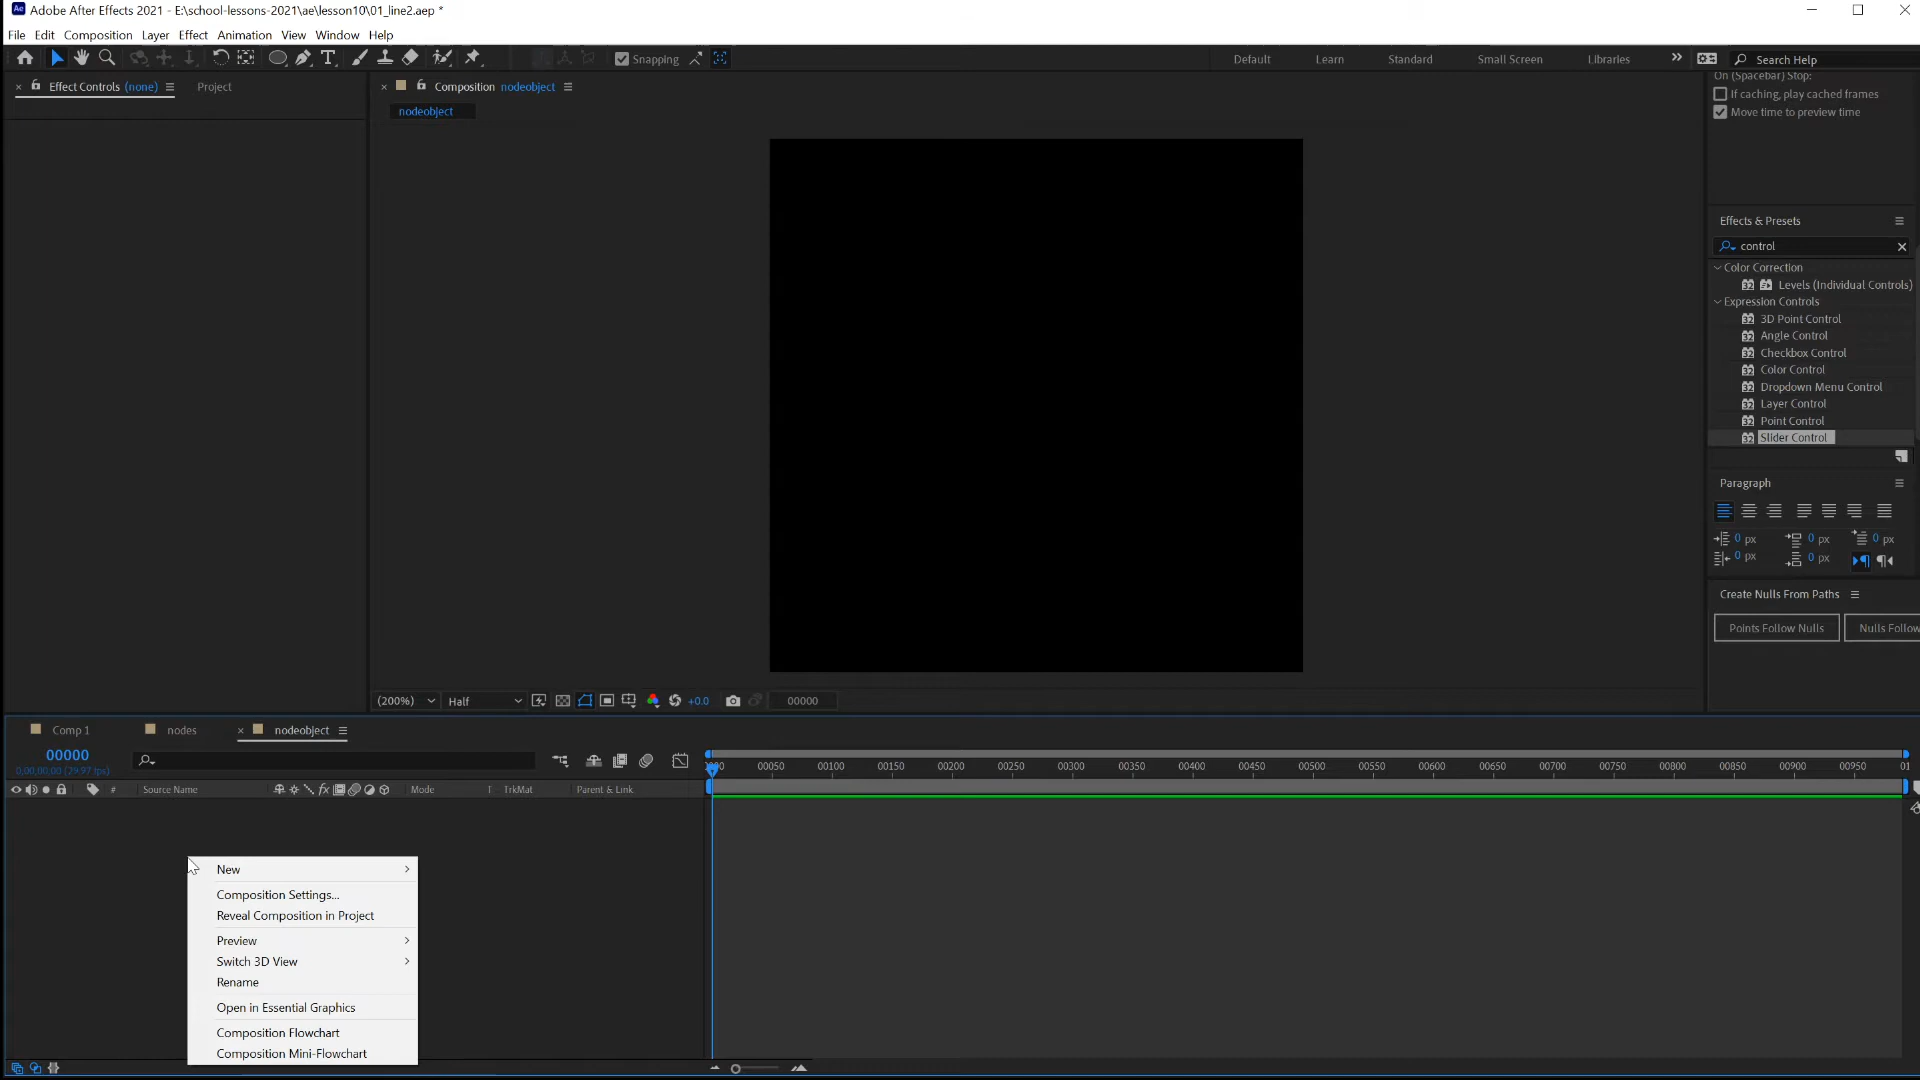 Adobe After Effects 2021 - E:\school-lessons-2021\ae\lesson10\01_line2.aep *
File Edit Composition Layer Effect Animation View Window Help
Snapping
Default Learn Standard Small Screen Libraries » Search Help
Effect Controls (none) Project
Composition nodeobject
nodeobject
On (Spacebar) Stop:
If caching, play cached frames
Move time to preview time
Effects & Presets
control
Color Correction
Levels (Individual Controls)
Expression Controls
3D Point Control
Angle Control
Checkbox Control
Color Control
Dropdown Menu Control
Layer Control
Point Control
Slider Control
Paragraph
0 px 0 px 0 px
0 px 0 px
Create Nulls From Paths
Points Follow Nulls Nulls Follow
(200%) Half +0.0 00000
Comp 1 nodes nodeobject
00000
0;00;00;00 (29.97 fps)
00050 00100 00150 00200 00250 00300 00350 00400 00450 00500 00550 00600 00650 00700 00750 00800 00850 00900 00950 01
# Source Name Mode T TrkMat Parent & Link
New
Composition Settings...
Reveal Composition in Project
Preview
Switch 3D View
Rename
Open in Essential Graphics
Composition Flowchart
Composition Mini-Flowchart